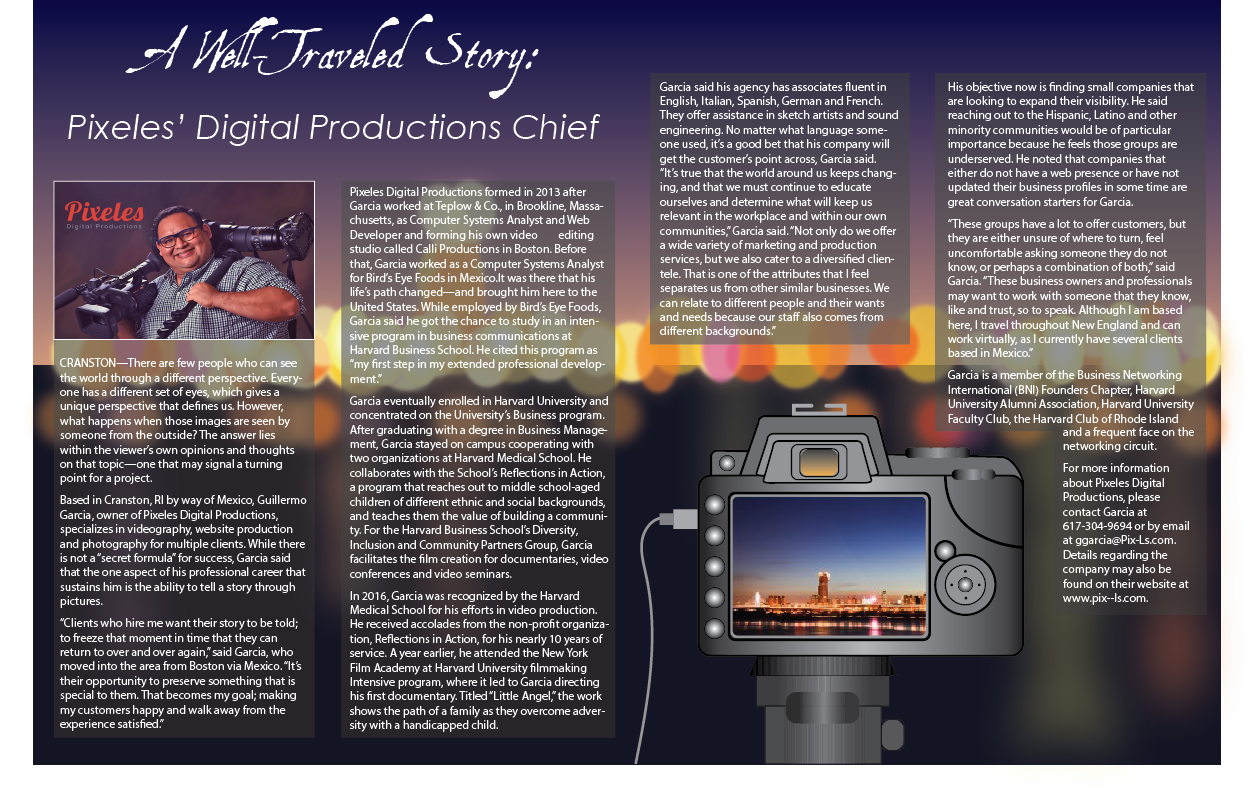 A Well-Traveled Story:
Pixeles’ Digital Productions Chief
Pixeles
Digital Productions
CRANSTON—There are few people who can see
the world through a different perspective. Every-
one has a different set of eyes, which gives a
unique perspective that defines us. However,
what happens when those images are seen by
someone from the outside? The answer lies
within the viewer’s own opinions and thoughts
on that topic—one that may signal a turning
point for a project.
Based in Cranston, RI by way of Mexico, Guillermo
Garcia, owner of Pixeles Digital Productions,
specializes in videography, website production
and photography for multiple clients. While there
is not a “secret formula” for success, Garcia said
that the one aspect of his professional career that
sustains him is the ability to tell a story through
pictures.
“Clients who hire me want their story to be told;
to freeze that moment in time that they can
return to over and over again,” said Garcia, who
moved into the area from Boston via Mexico. “It’s
their opportunity to preserve something that is
special to them. That becomes my goal; making
my customers happy and walk away from the
experience satisfied.”
Pixeles Digital Productions formed in 2013 after
Garcia worked at Teplow & Co., in Brookline, Massa-
chusetts, as Computer Systems Analyst and Web
Developer and forming his own video editing
studio called Calli Productions in Boston. Before
that, Garcia worked as a Computer Systems Analyst
for Bird’s Eye Foods in Mexico.It was there that his
life’s path changed—and brought him here to the
United States. While employed by Bird’s Eye Foods,
Garcia said he got the chance to study in an inten-
sive program in business communications at
Harvard Business School. He cited this program as
“my first step in my extended professional develop-
ment.”
Garcia eventually enrolled in Harvard University and
concentrated on the University’s Business program.
After graduating with a degree in Business Manage-
ment, Garcia stayed on campus cooperating with
two organizations at Harvard Medical School. He
collaborates with the School’s Reflections in Action,
a program that reaches out to middle school-aged
children of different ethnic and social backgrounds,
and teaches them the value of building a communi-
ty. For the Harvard Business School’s Diversity,
Inclusion and Community Partners Group, Garcia
facilitates the film creation for documentaries, video
conferences and video seminars.
In 2016, Garcia was recognized by the Harvard
Medical School for his efforts in video production.
He received accolades from the non-profit organiza-
tion, Reflections in Action, for his nearly 10 years of
service. A year earlier, he attended the New York
Film Academy at Harvard University filmmaking
Intensive program, where it led to Garcia directing
his first documentary. Titled “Little Angel,” the work
shows the path of a family as they overcome adver-
sity with a handicapped child.
Garcia said his agency has associates fluent in
English, Italian, Spanish, German and French.
They offer assistance in sketch artists and sound
engineering. No matter what language some-
one used, it’s a good bet that his company will
get the customer’s point across, Garcia said.
“It’s true that the world around us keeps chang-
ing, and that we must continue to educate
ourselves and determine what will keep us
relevant in the workplace and within our own
communities,” Garcia said. “Not only do we offer
a wide variety of marketing and production
services, but we also cater to a diversified clien-
tele. That is one of the attributes that I feel
separates us from other similar businesses. We
can relate to different people and their wants
and needs because our staff also comes from
different backgrounds.”
His objective now is finding small companies that
are looking to expand their visibility. He said
reaching out to the Hispanic, Latino and other
minority communities would be of particular
importance because he feels those groups are
underserved. He noted that companies that
either do not have a web presence or have not
updated their business profiles in some time are
great conversation starters for Garcia.
“These groups have a lot to offer customers, but
they are either unsure of where to turn, feel
uncomfortable asking someone they do not
know, or perhaps a combination of both,” said
Garcia. “These business owners and professionals
may want to work with someone that they know,
like and trust, so to speak. Although I am based
here, I travel throughout New England and can
work virtually, as I currently have several clients
based in Mexico.”
Garcia is a member of the Business Networking
International (BNI) Founders Chapter, Harvard
University Alumni Association, Harvard University
Faculty Club, the Harvard Club of Rhode Island
and a frequent face on the
networking circuit.
For more information
about Pixeles Digital
Productions, please
contact Garcia at
617-304-9694 or by email
at ggarcia@Pix-Ls.com.
Details regarding the
company may also be
found on their website at
www.pix--ls.com.